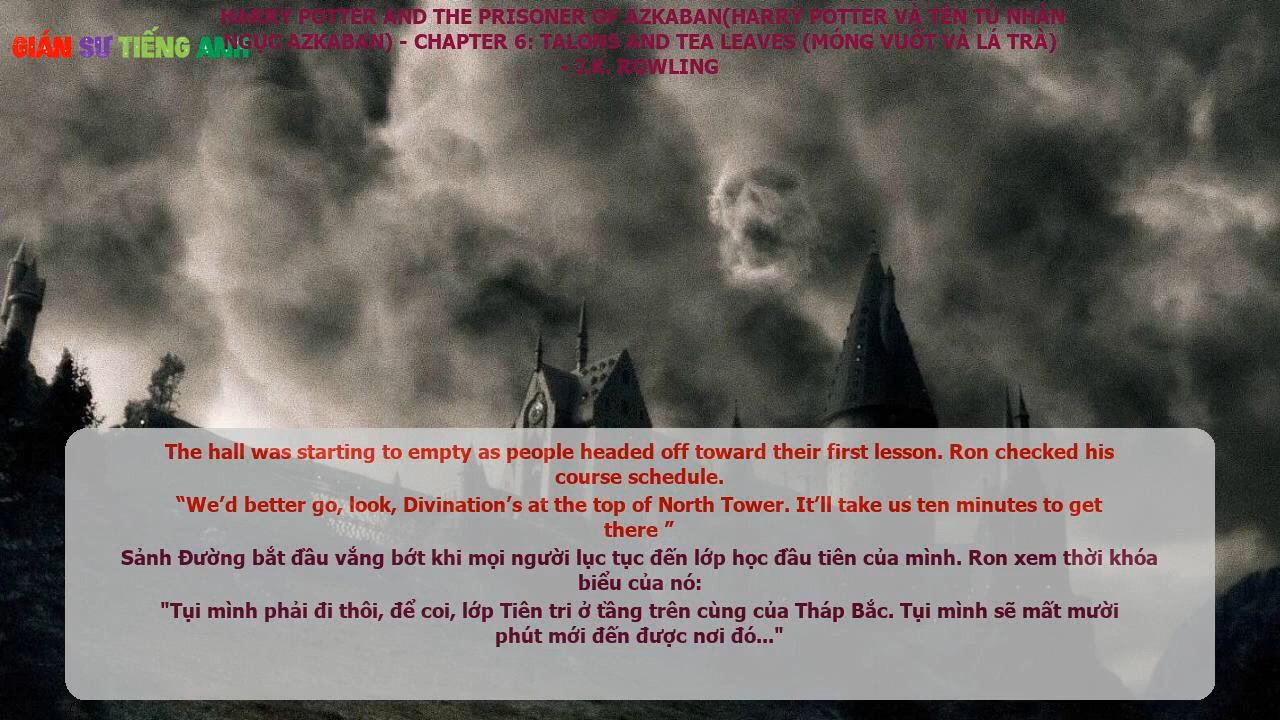 HARRY POTTER AND THE PRISONER OF AZKABAN(HARRY POTTER VÀ TÊN TÙ NHÂN
NGỤC AZKABAN) - CHAPTER 6: TALONS AND TEA LEAVES (MÓNG VUỐT VÀ LÁ TRÀ)
- J.K. ROWLING
GIÁN SƯ TIẾNG ANH
The hall was starting to empty as people headed off toward their first lesson. Ron checked his
course schedule.
“We’d better go, look, Divination’s at the top of North Tower. It’ll take us ten minutes to get
there ”
Sảnh Đường bắt đầu vắng bớt khi mọi người lục tục đến lớp học đầu tiên của mình. Ron xem thời khóa
biểu của nó:
"Tụi mình phải đi thôi, để coi, lớp Tiên tri ở tầng trên cùng của Tháp Bắc. Tụi mình sẽ mất mười
phút mới đến được nơi đó..."